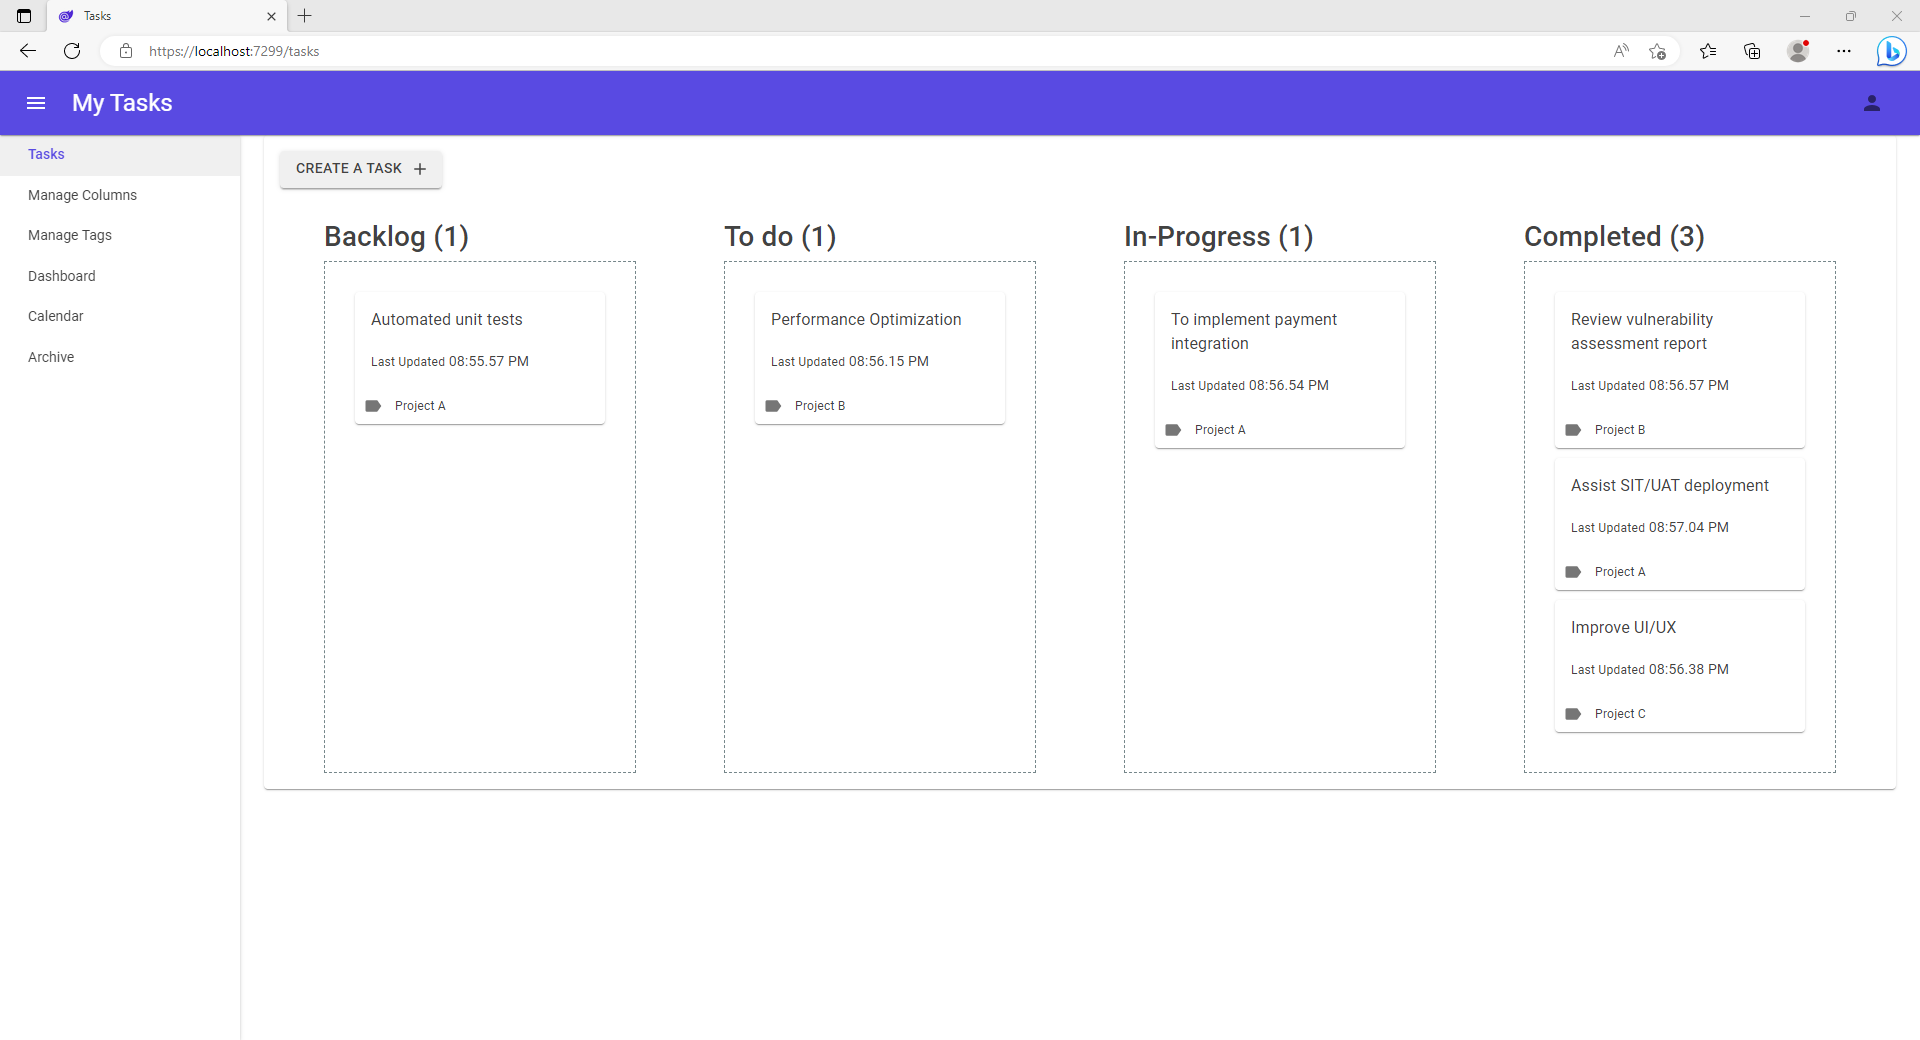 Tasks
https://localhost:7299/tasks
My Tasks
Tasks
Manage Columns
Manage Tags
Dashboard
Calendar
Archive
CREATE A TASK +
Backlog (1)
Automated unit tests
Last Updated 08:55.57 PM
Project A
To do (1)
Performance Optimization
Last Updated 08:56.15 PM
Project B
In-Progress (1)
To implement payment
integration
Last Updated 08:56.54 PM
Project A
Completed (3)
Review vulnerability
assessment report
Last Updated 08:56.57 PM
Project B
Assist SIT/UAT deployment
Last Updated 08:57.04 PM
Project A
Improve UI/UX
Last Updated 08:56.38 PM
Project C